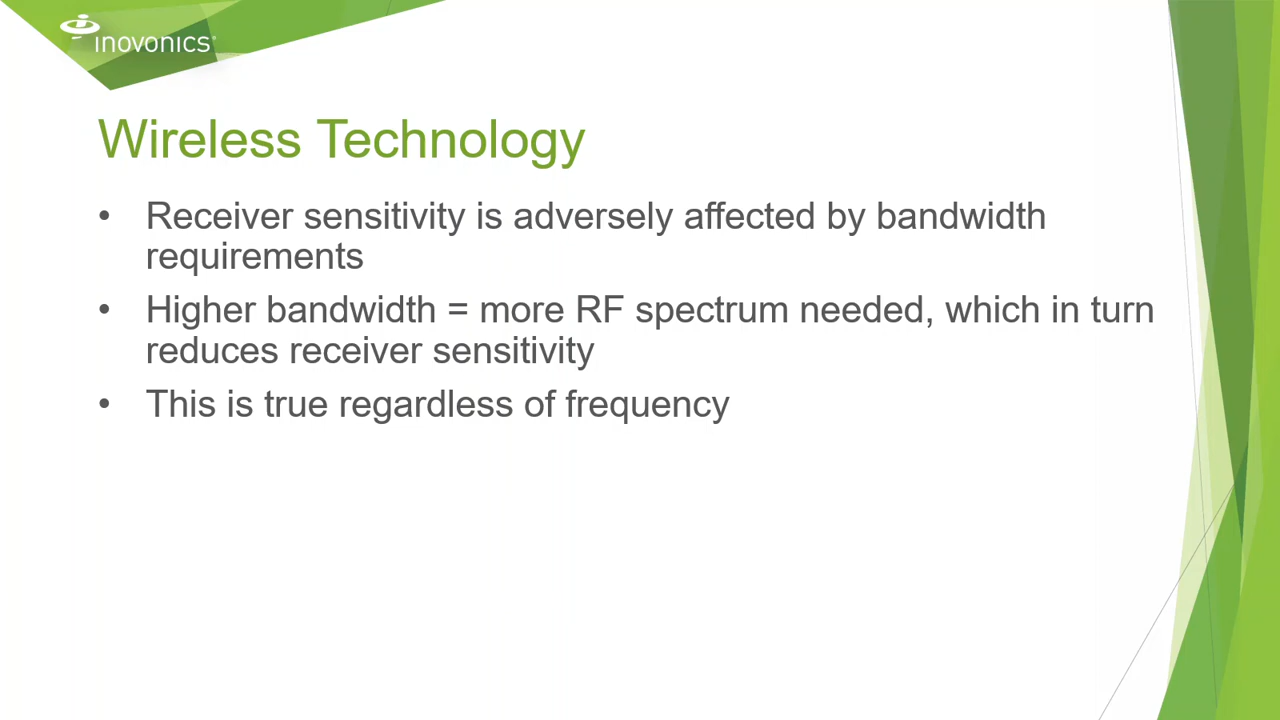 inovonics
Wireless Technology
• Receiver sensitivity is adversely affected by bandwidth
requirements
• Higher bandwidth = more RF spectrum needed, which in turn
reduces receiver sensitivity
• This is true regardless of frequency